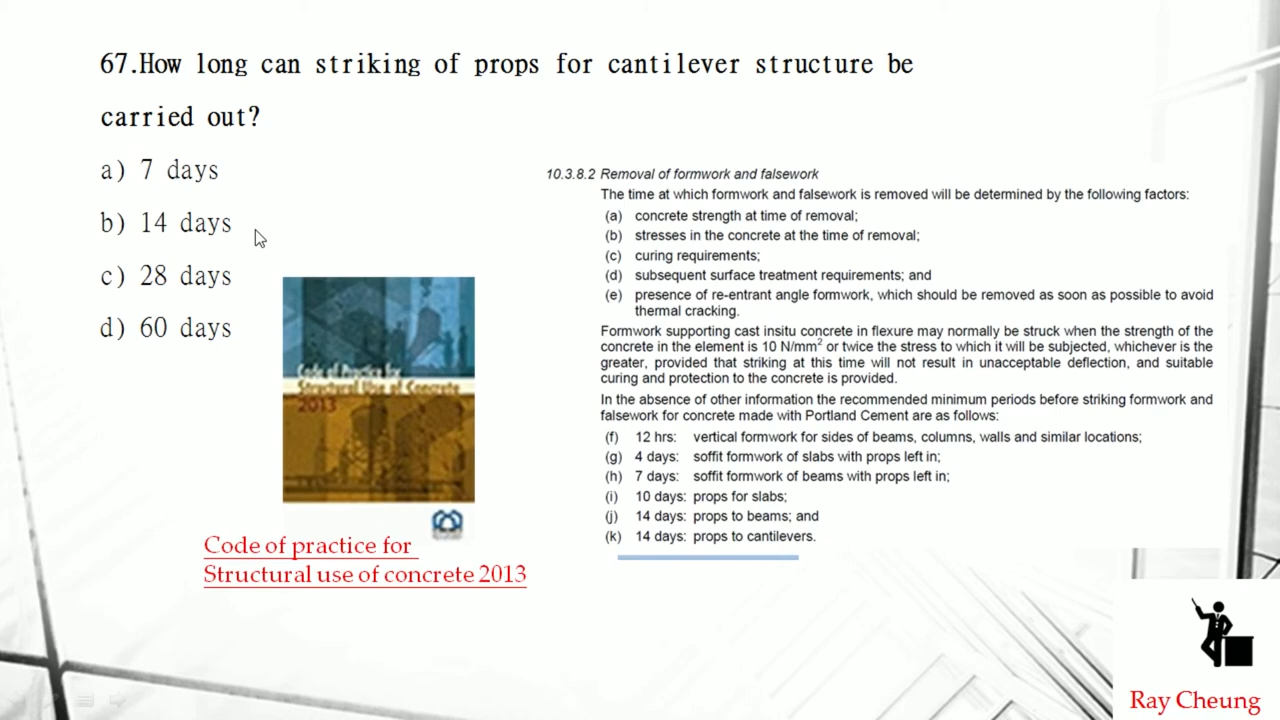 67.How long can striking of props for cantilever structure be
carried out?
a) 7 days
b) 14 days
c) 28 days
d) 60 days
Code of Practice for
Structural Use of Concrete
2013
Code of practice for
Structural use of concrete 2013
10.3.8.2 Removal of formwork and falsework
The time at which formwork and falsework is removed will be determined by the following factors:
(a) concrete strength at time of removal;
(b) stresses in the concrete at the time of removal;
(c) curing requirements;
(d) subsequent surface treatment requirements; and
(e) presence of re-entrant angle formwork, which should be removed as soon as possible to avoid
thermal cracking.
Formwork supporting cast insitu concrete in flexure may normally be struck when the strength of the
concrete in the element is 10 N/mm² or twice the stress to which it will be subjected, whichever is the
greater, provided that striking at this time will not result in unacceptable deflection, and suitable
curing and protection to the concrete is provided.
In the absence of other information the recommended minimum periods before striking formwork and
falsework for concrete made with Portland Cement are as follows:
(f) 12 hrs: vertical formwork for sides of beams, columns, walls and similar locations;
(g) 4 days: soffit formwork of slabs with props left in;
(h) 7 days: soffit formwork of beams with props left in;
(i) 10 days: props for slabs;
(j) 14 days: props to beams; and
(k) 14 days: props to cantilevers.
Ray Cheung